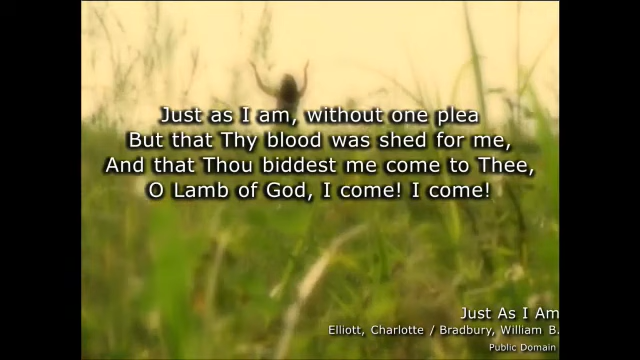 Just as I am, without one plea
But that Thy blood was shed for me,
And that Thou biddest me come to Thee,
O Lamb of God, I come! I come!
Just As I Am
Elliott, Charlotte / Bradbury, William B.
Public Domain